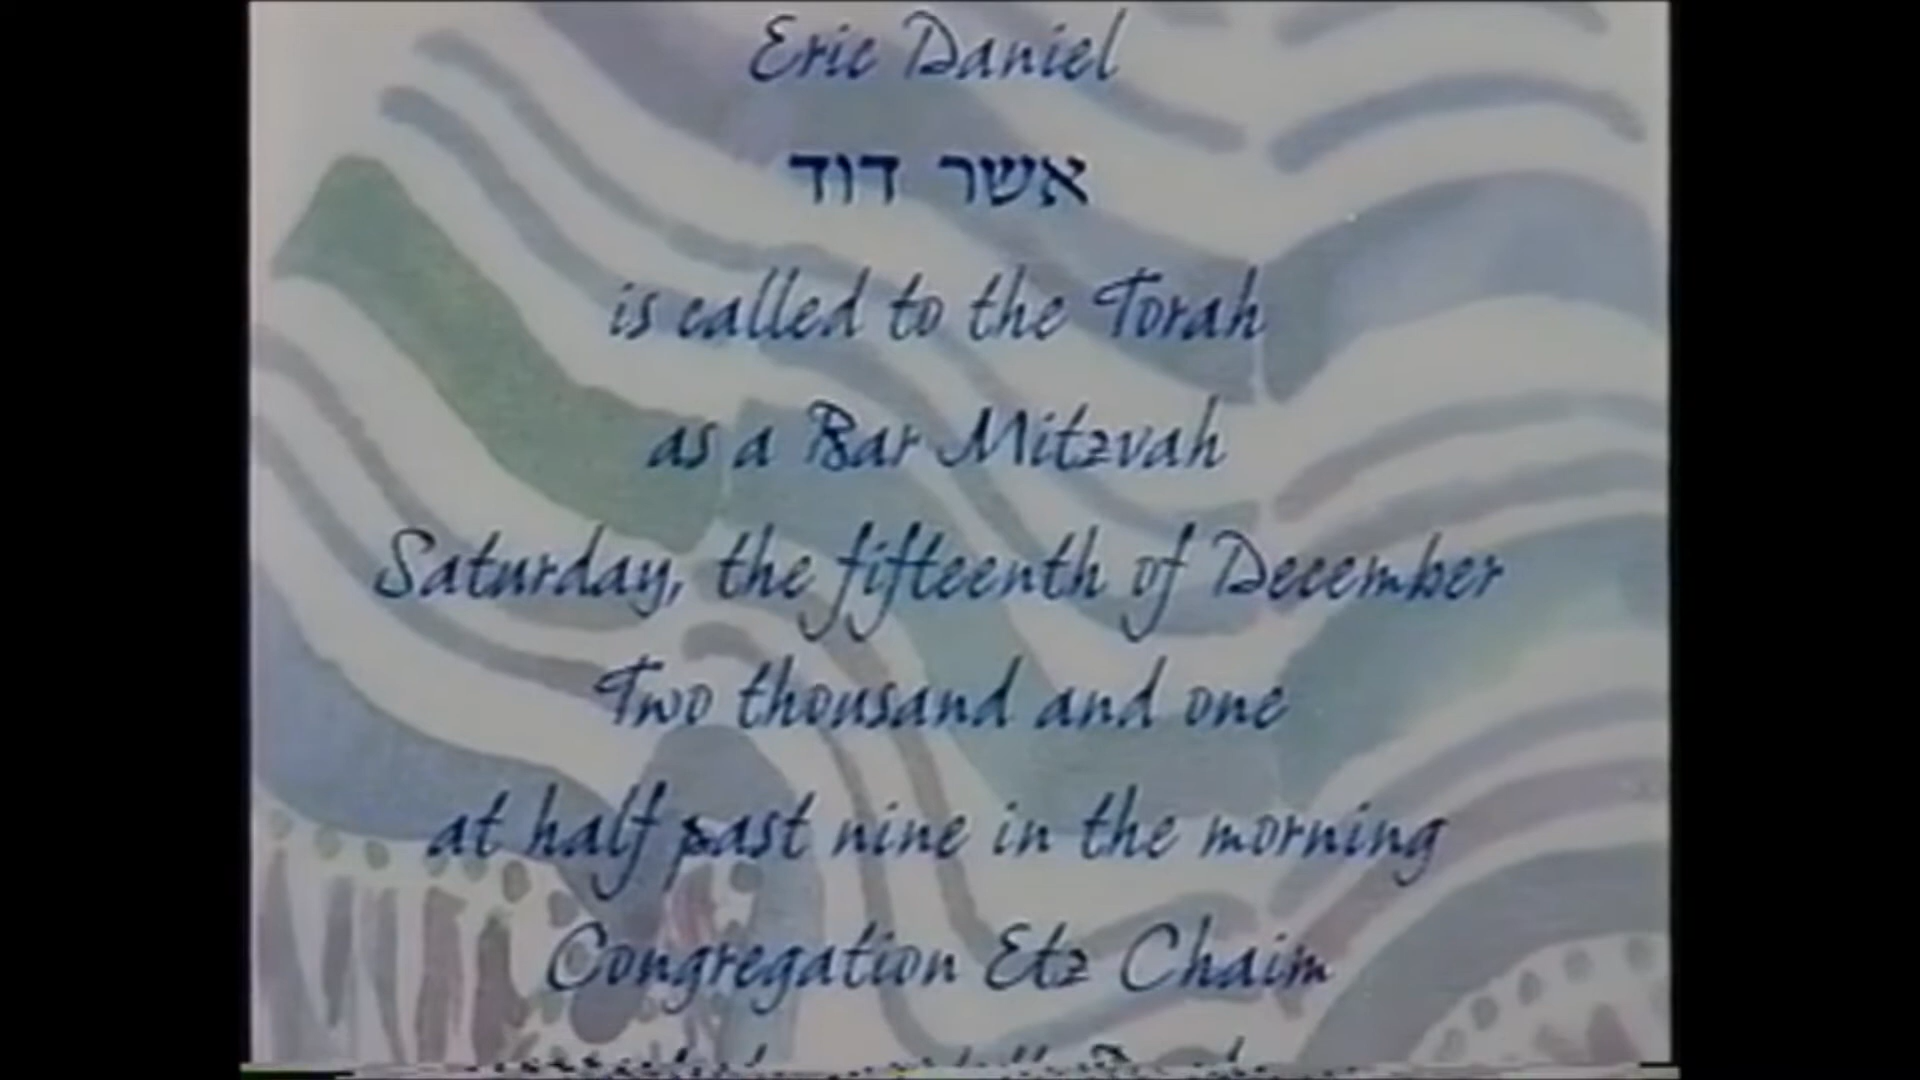 Eric Daniel
אשר דוד
is called to the Torah
as a Bar Mitzvah
Saturday, the fifteenth of December
Two thousand and one
at half past nine in the morning
Congregation Etz Chaim